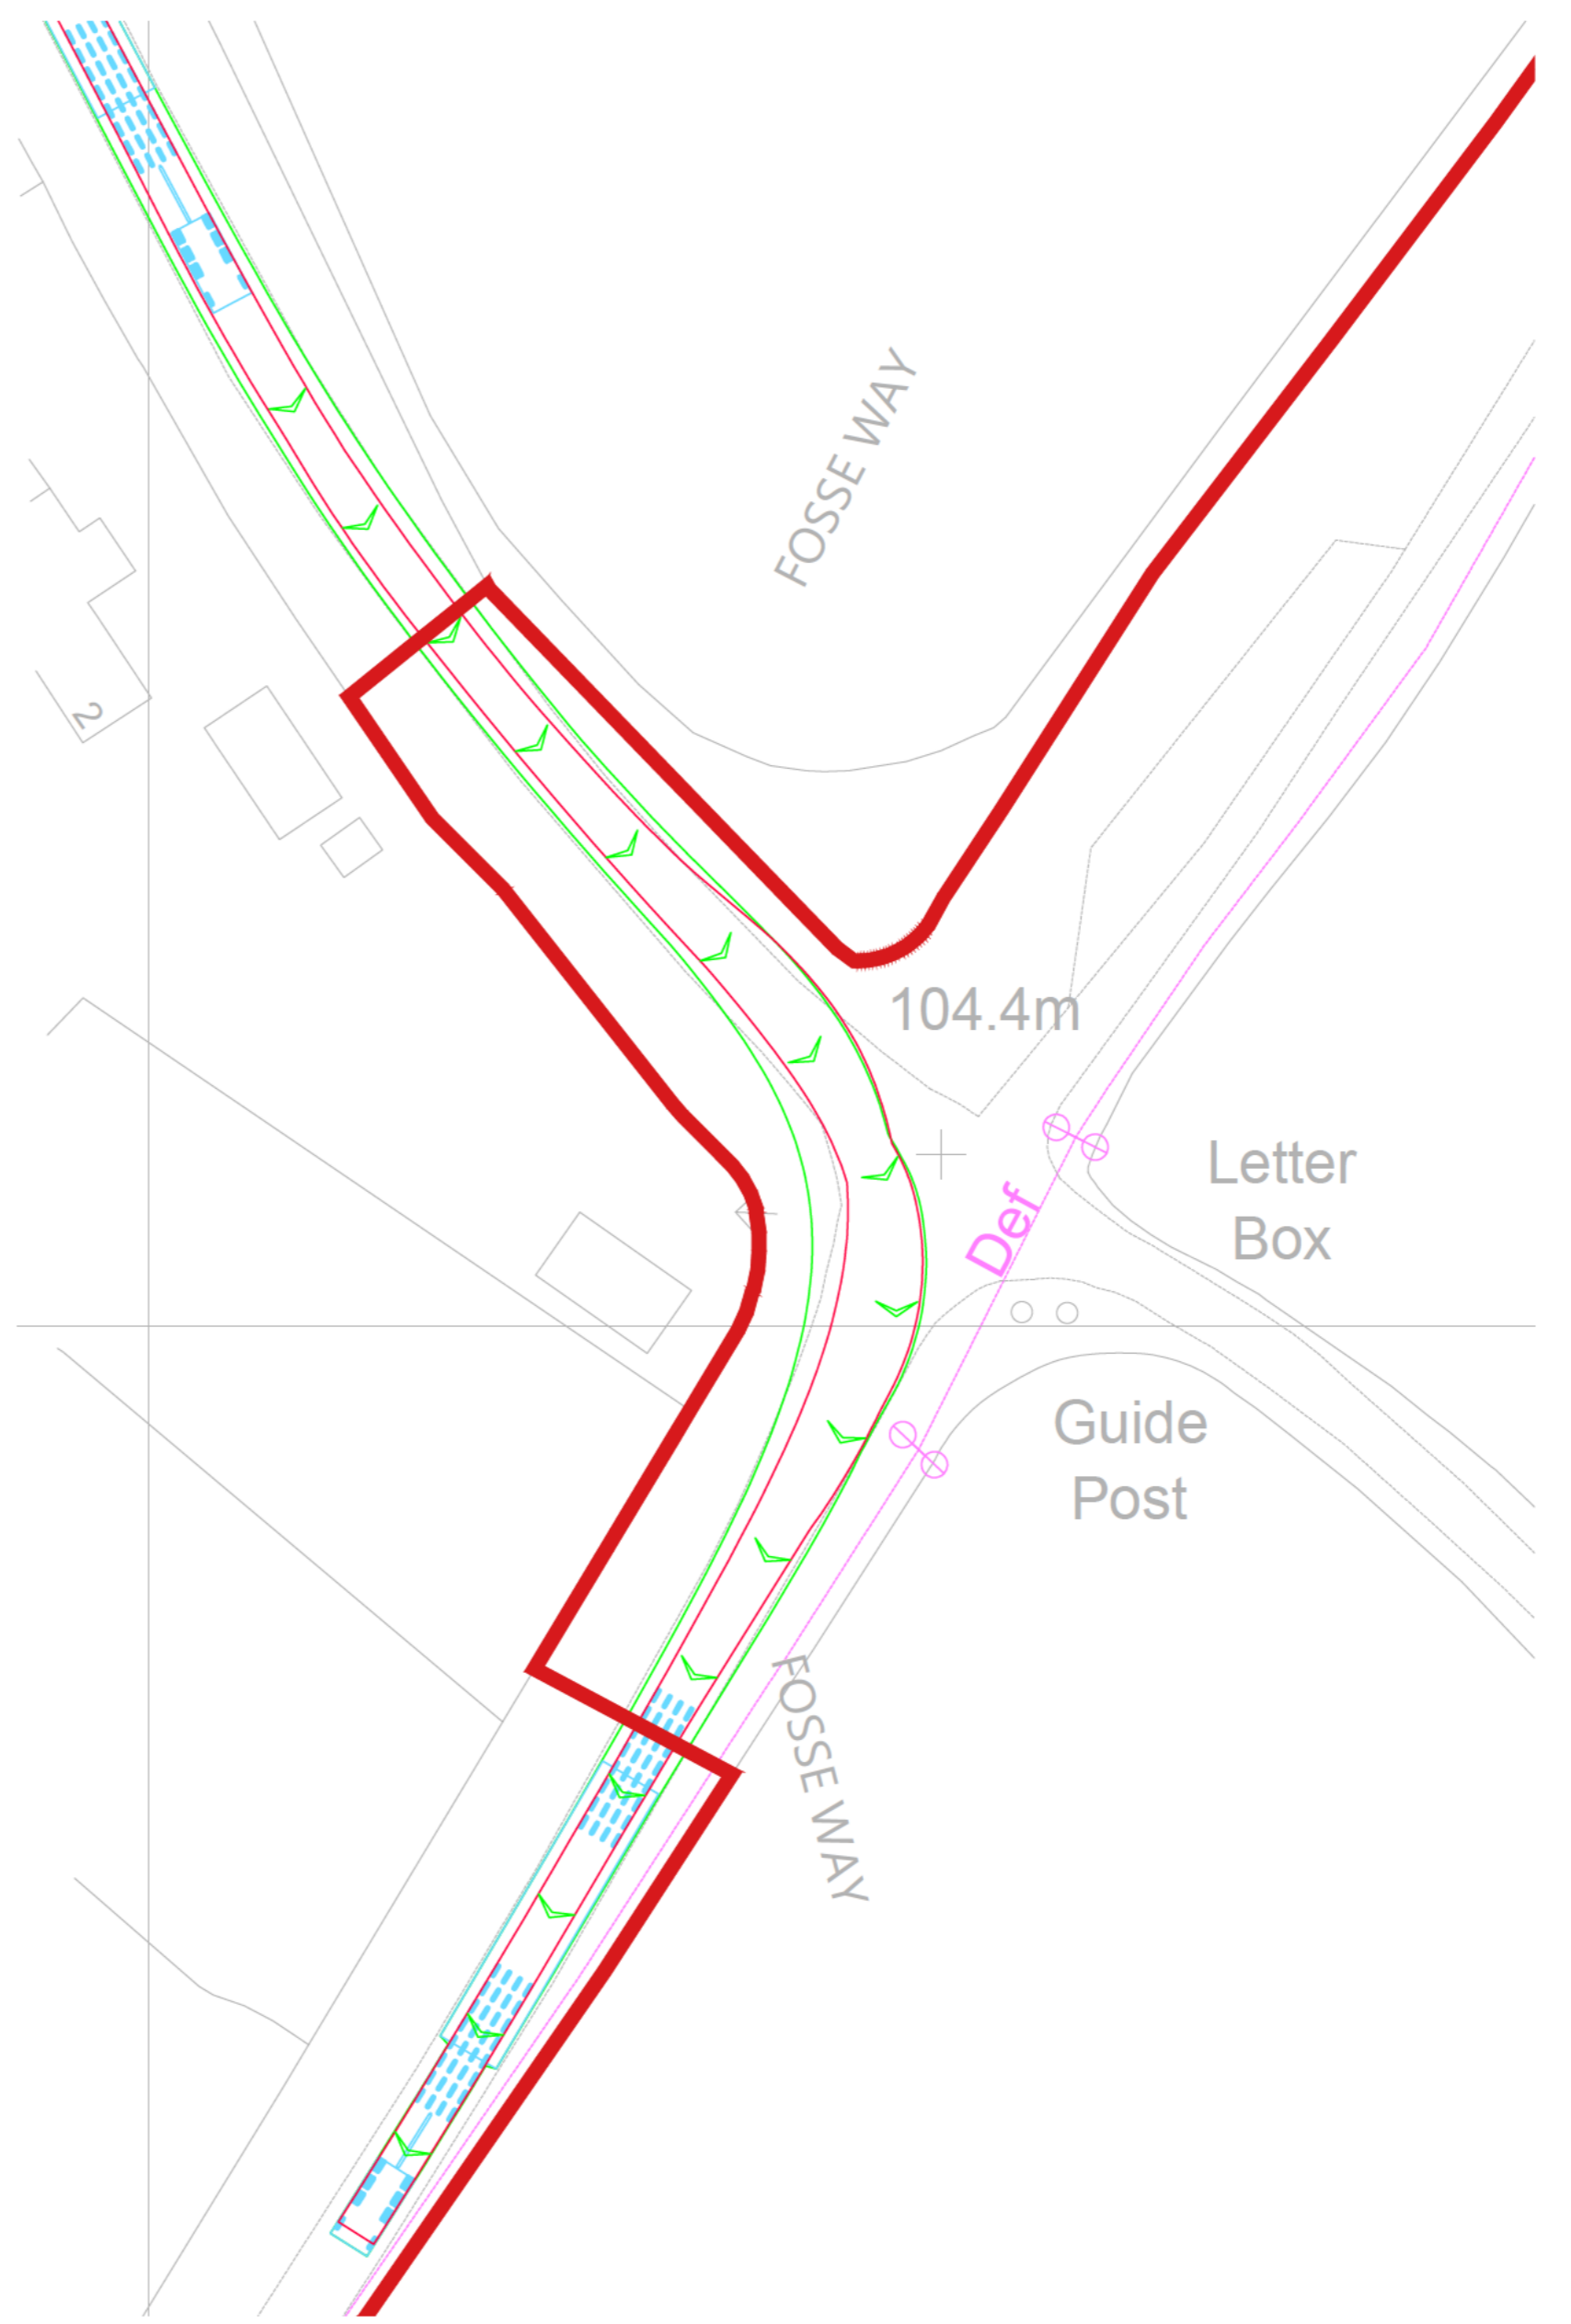 FOSSE WAY
2
104.4m
Letter
Box
Def
Guide
Post
FOSSE WAY